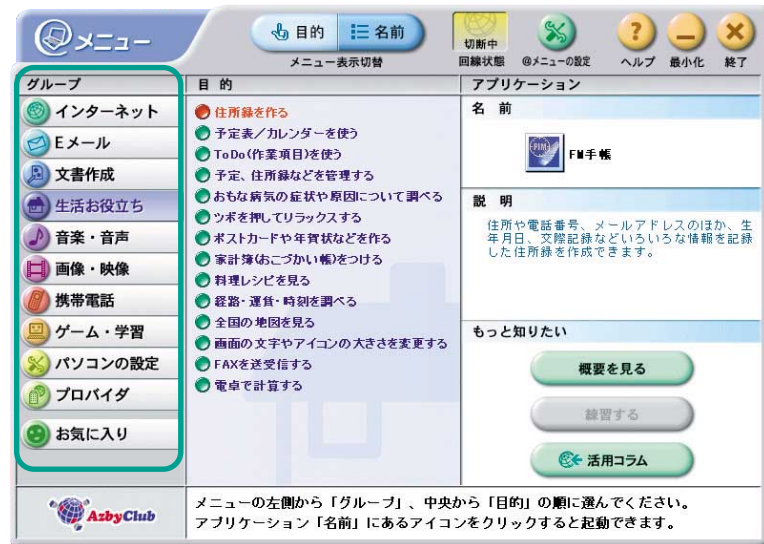 @メニュー
目的
名前
メニュー表示切替
切断中
回線状態
@メニューの設定
?
ヘルプ
最小化
終了
グループ
インターネット
Eメール
文書作成
生活お役立ち
音楽・音声
画像・映像
携帯電話
ゲーム・学習
パソコンの設定
プロバイダ
お気に入り
AzbyClub
目 的
住所録を作る
予定表/カレンダーを使う
ToDo(作業項目)を使う
予定、住所録などを管理する
おもな病気の症状や原因について調べる
ツボを押してリラックスする
ポストカードや年賀状などを作る
家計簿(おこづかい帳)をつける
料理レシピを見る
経路・運賃・時刻を調べる
全国の地図を見る
画面の文字やアイコンの大きさを変更する
FAXを送受信する
電卓で計算する
アプリケーション
名 前
PIM
FM手帳
説 明
住所や電話番号、メールアドレスのほか、生
年月日、交際記録などいろいろな情報を記録
した住所録を作成できます。
もっと知りたい
概要を見る
練習する
活用コラム
メニューの左側から「グループ」、中央から「目的」の順に選んでください。
アプリケーション「名前」にあるアイコンをクリックすると起動できます。